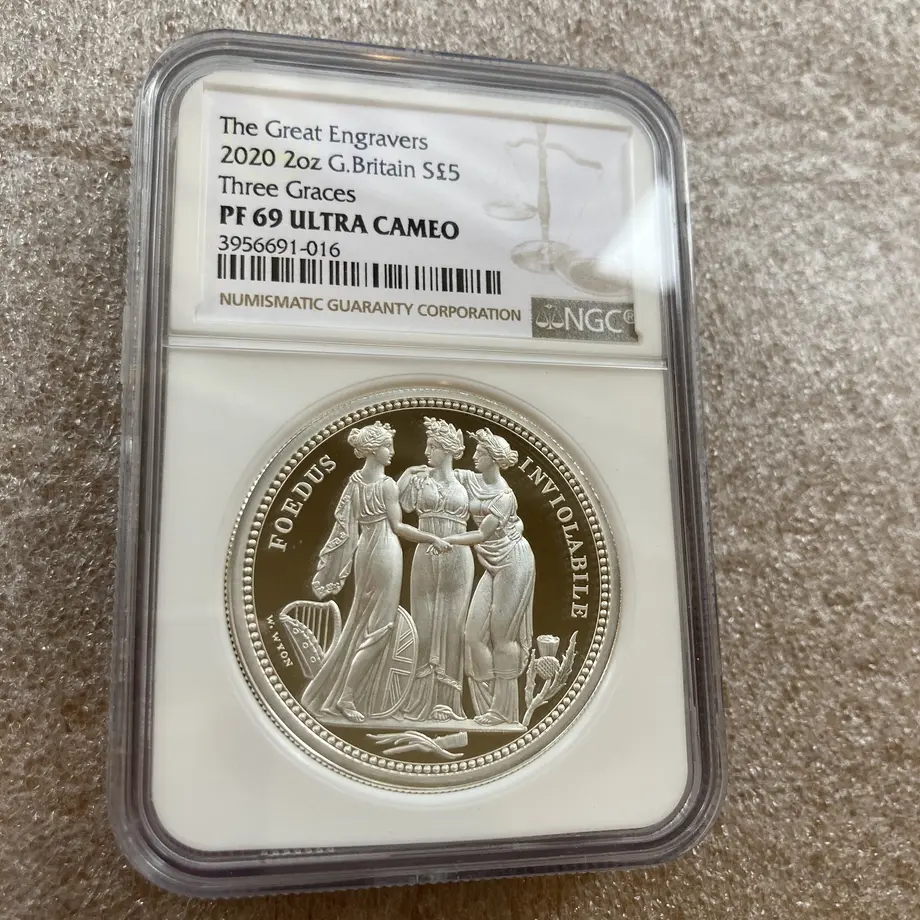 The Great Engravers
2020 2oz G.Britain S£5
Three Graces
PF 69 ULTRA CAMEO
3956691-016
NUMISMATIC GUARANTY CORPORATION
NGC®
FOEDUS
INVIOLABILE
W. WYON